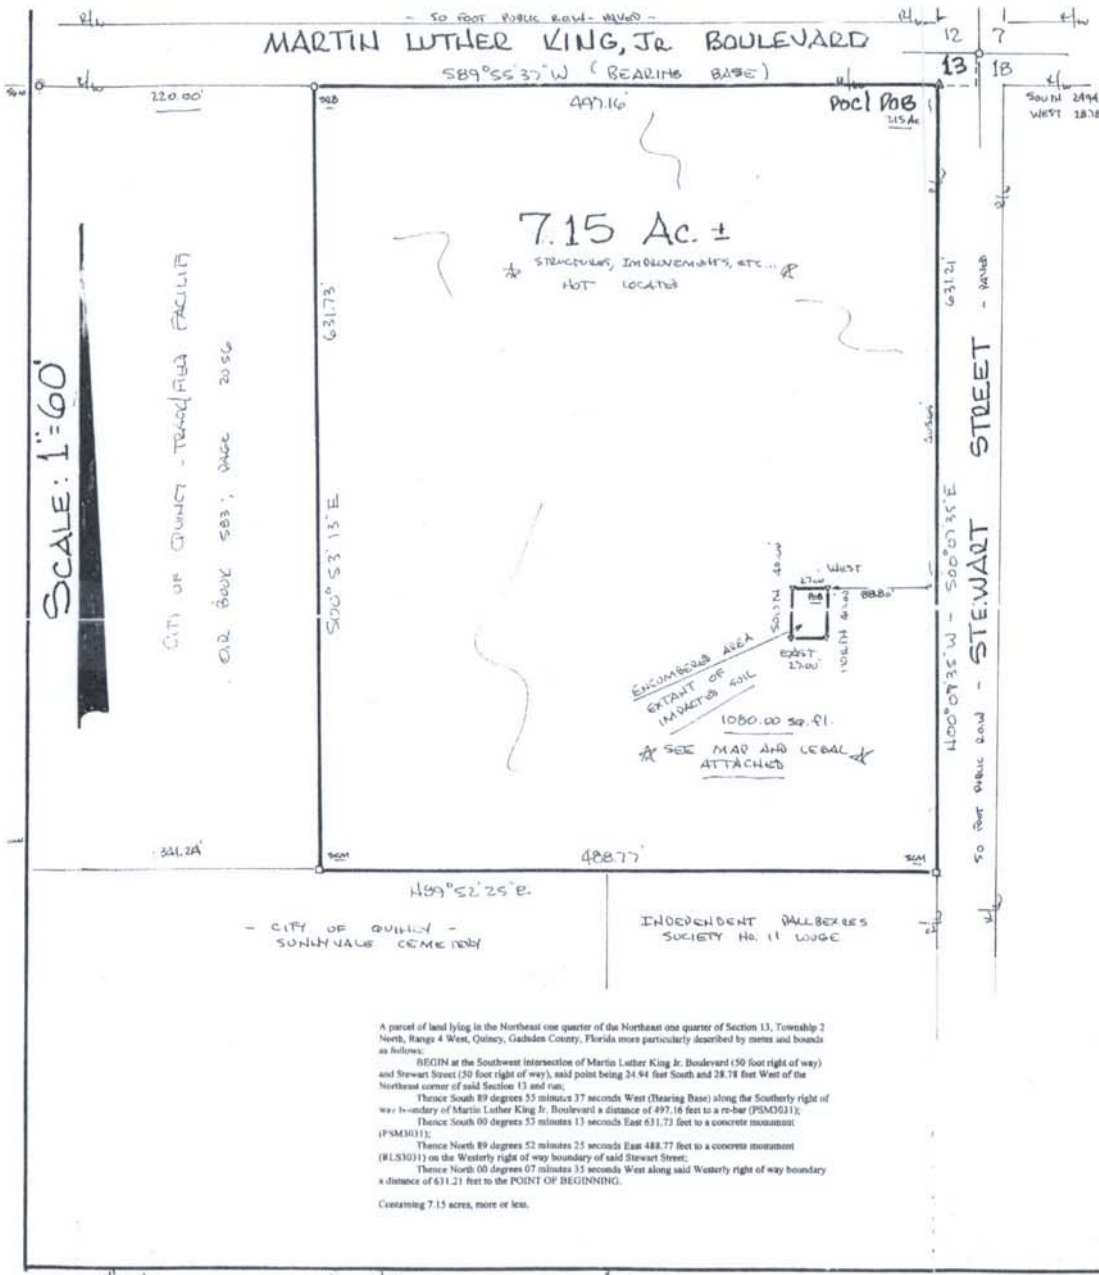 R/W
- 50 FOOT PUBLIC ROW - PAVED -
R/W
R/W
MARTIN LUTHER KING, JR BOULEVARD
12 7
S89°55'37"W (BEARING BASE)
13 18
R/W
R/W
R/W
220.00'
497.16'
POC/POB
7.15 Ac
SOUTH 24.94
WEST 28.78
R/W
R/W
7.15 Ac. ±
STRUCTURES, IMPROVEMENTS, ETC...
NOT LOCATED
SCALE: 1"=60'
CITY OF QUINCY - TRACK/FIELD FACILITY
O.R. BOOK 583; PAGE 2056
631.73'
S00°53'13"E
631.21'
N00°07'35"W - S00°07'35"E
STEWART STREET - PAVED
50 FOOT PUBLIC ROW -
WEST
27.00
88.80'
POB
SOUTH 40.00'
NORTH 40.00
EAST
27.00'
ENCUMBERED AREA
EXTANT OF
IMPACTED SOIL
1080.00 sq.ft.
SEE MAP AND LEGAL
ATTACHED
341.24'
488.77'
N89°52'25"E
R/W
R/W
- CITY OF QUINCY -
SUNNYVALE CEMETERY
INDEPENDENT PALLBEARERS
SOCIETY No. 11 LODGE
A parcel of land lying in the Northeast one quarter of the Northeast one quarter of Section 13, Township 2
North, Range 4 West, Quincy, Gadsden County, Florida more particularly described by metes and bounds
as follows:
BEGIN at the Southwest intersection of Martin Luther King Jr. Boulevard (50 foot right of way)
and Stewart Street (50 foot right of way), said point being 24.94 feet South and 28.78 feet West of the
Northeast corner of said Section 13 and run;
Thence South 89 degrees 55 minutes 37 seconds West (Bearing Base) along the Southerly right of
way boundary of Martin Luther King Jr. Boulevard a distance of 497.16 feet to a re-bar (PSM3031);
Thence South 00 degrees 53 minutes 13 seconds East 631.73 feet to a concrete monument
(PSM3031);
Thence North 89 degrees 52 minutes 25 seconds East 488.77 feet to a concrete monument
(RLS3031) on the Westerly right of way boundary of said Stewart Street;
Thence North 00 degrees 07 minutes 35 seconds West along said Westerly right of way boundary
a distance of 631.21 feet to the POINT OF BEGINNING.
Containing 7.15 acres, more or less.